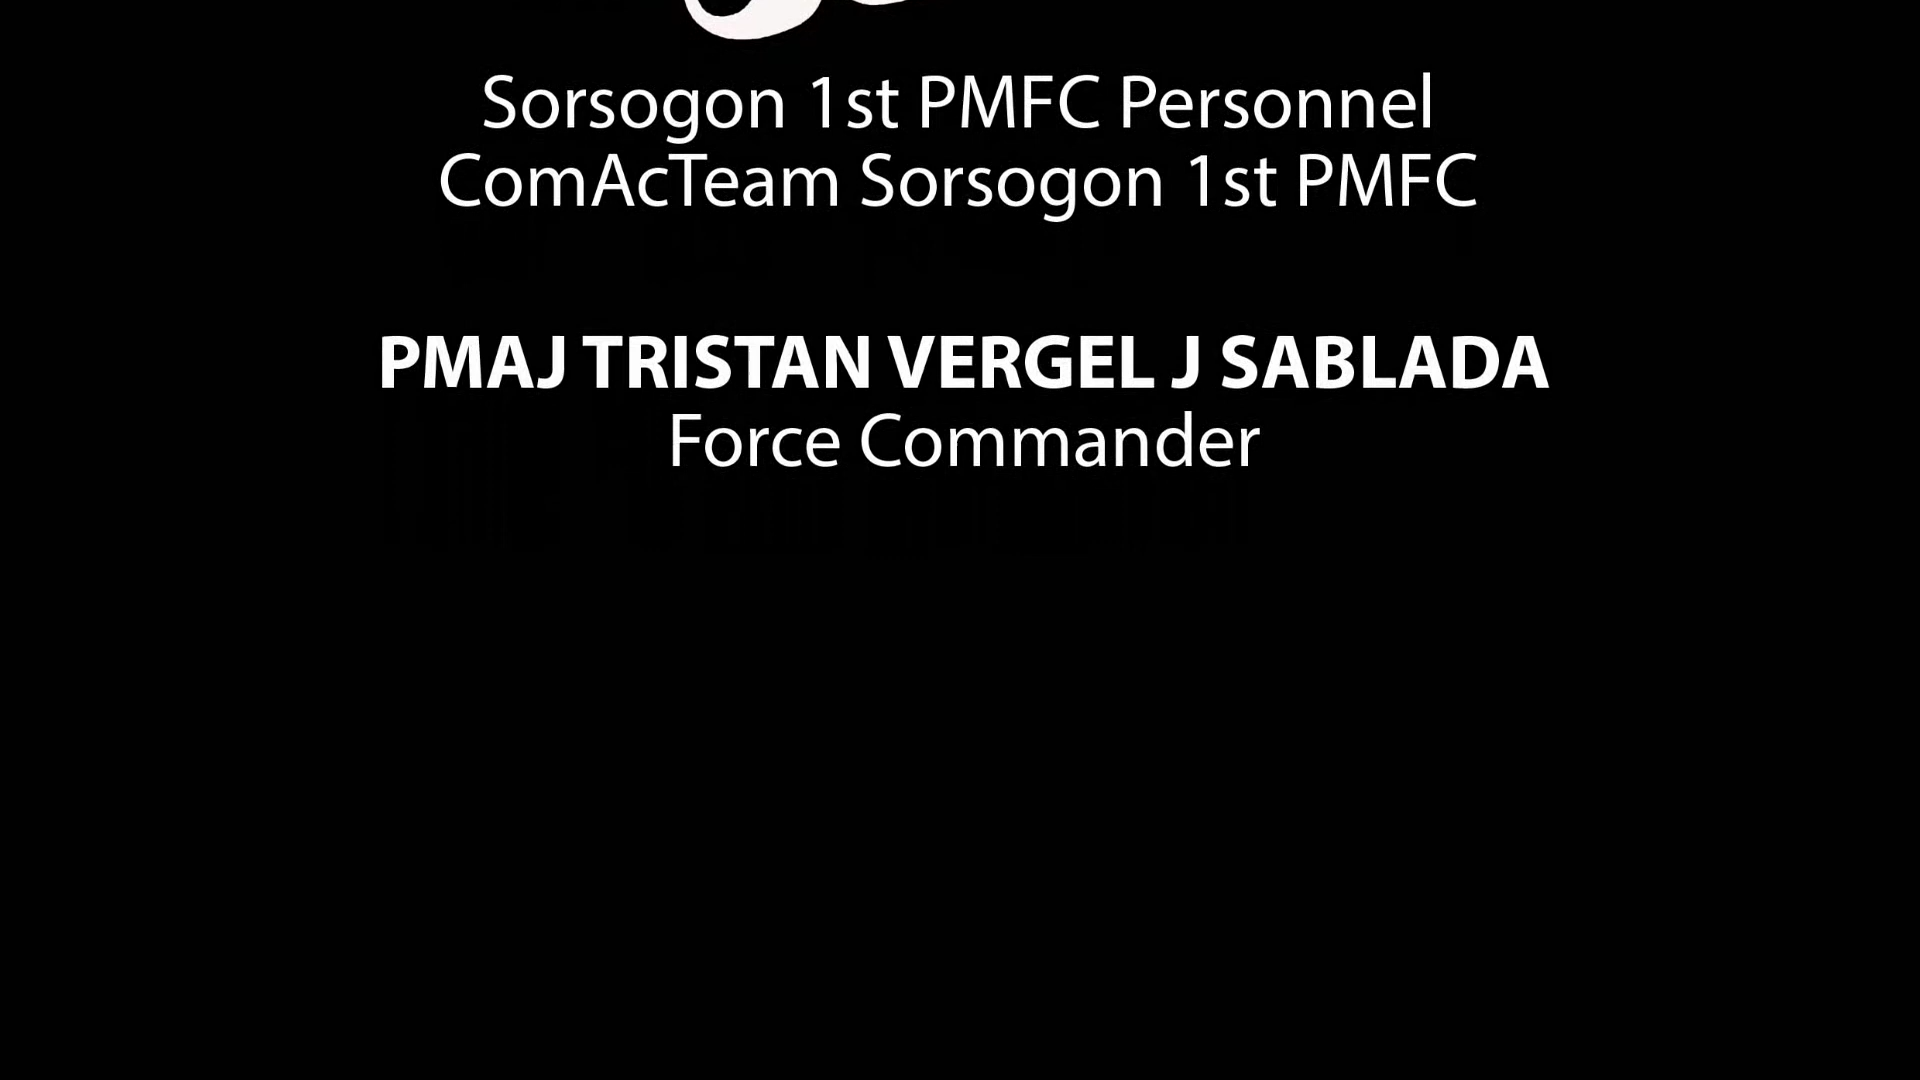 Sorsogon 1st PMFC Personnel
ComAcTeam Sorsogon 1st PMFC
PMAJ TRISTAN VERGEL J SABLADA
Force Commander